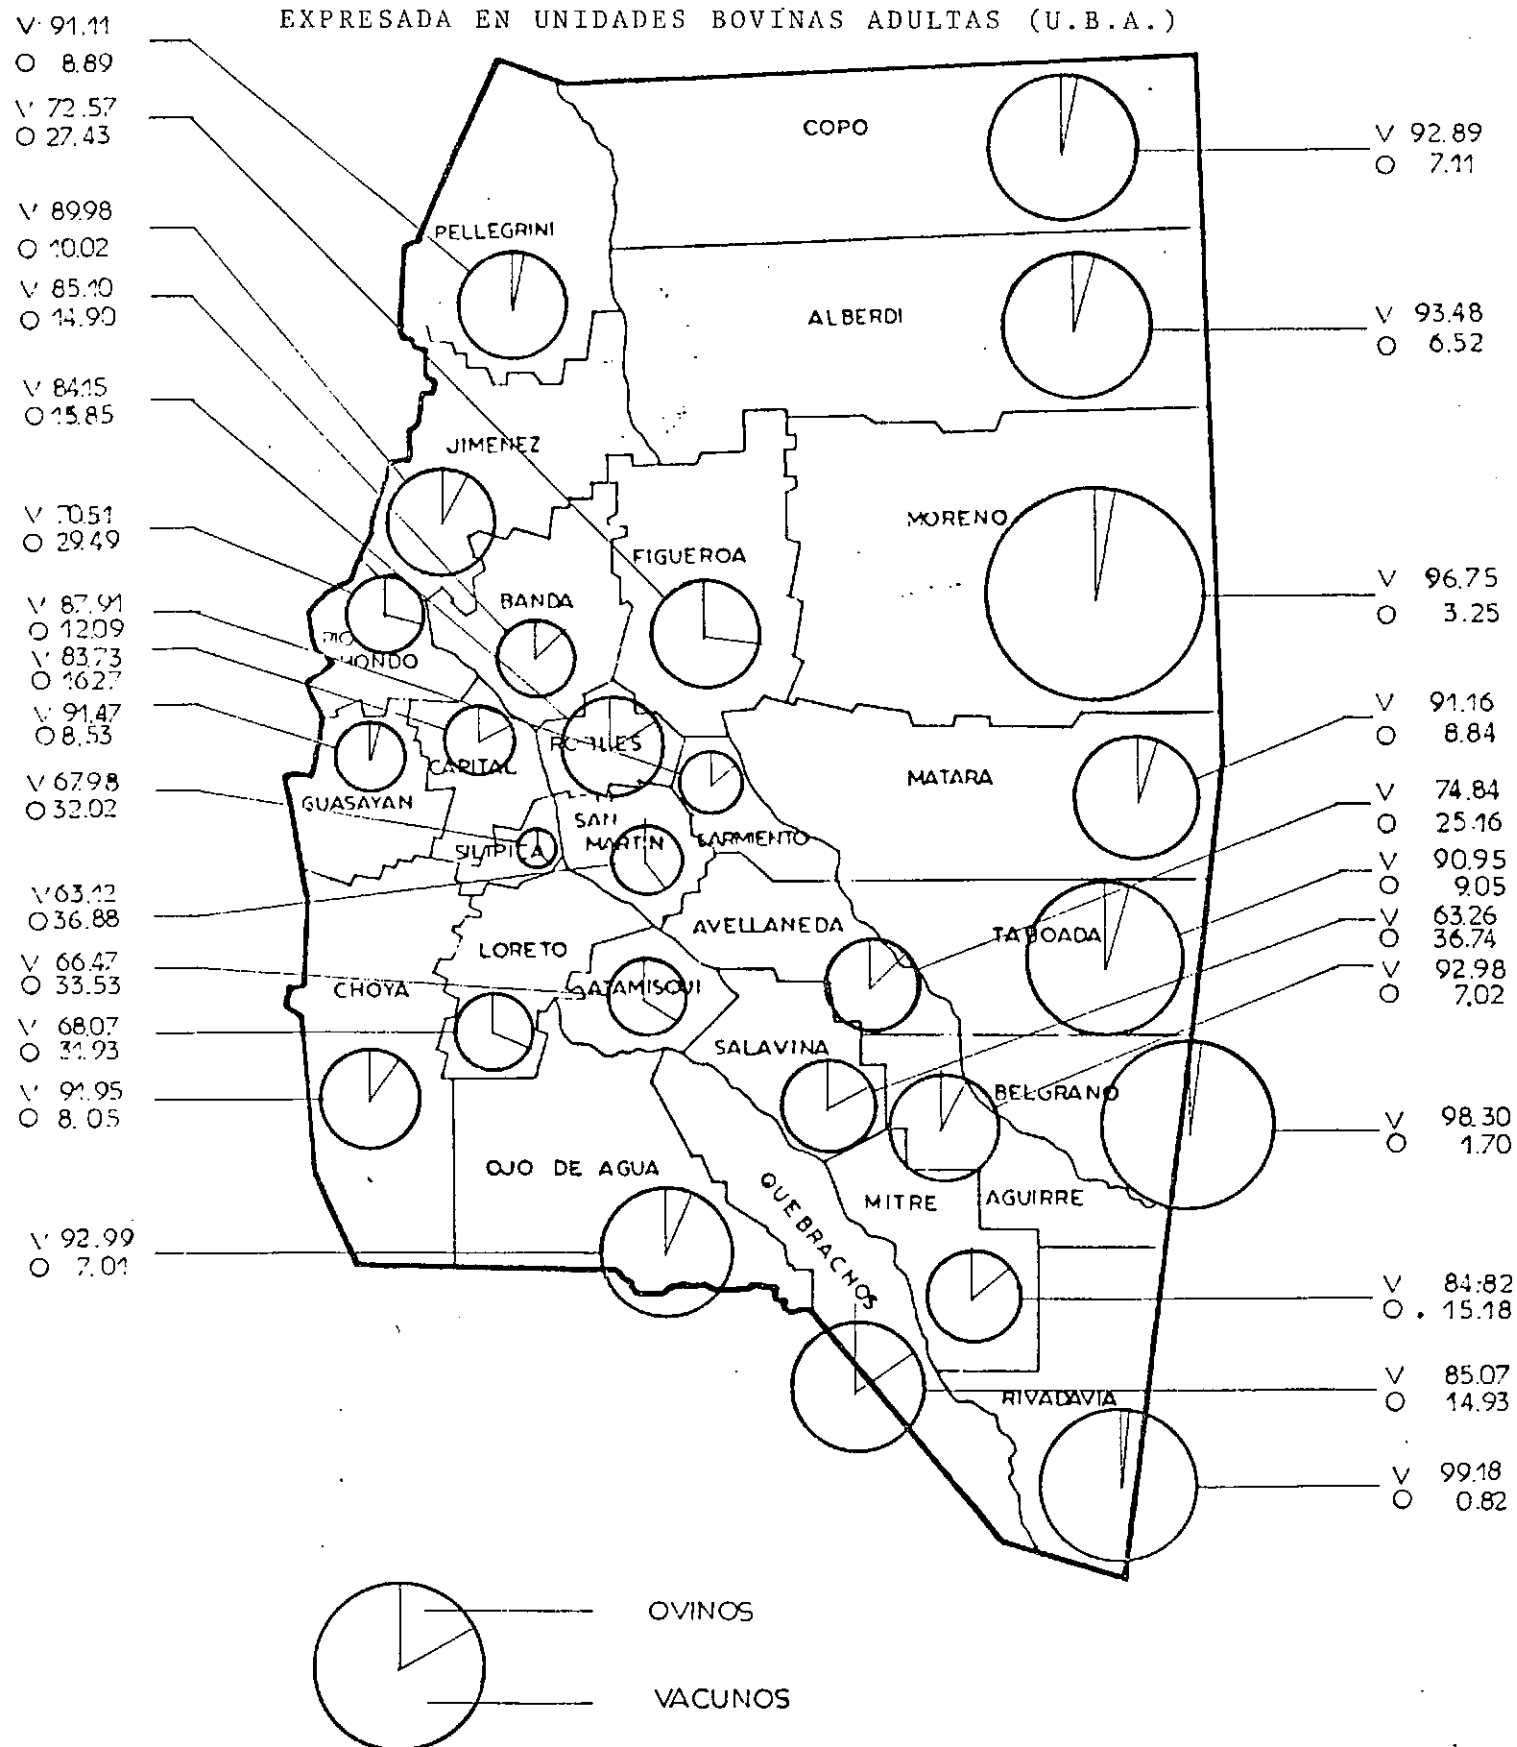 EXPRESADA EN UNIDADES BOVINAS ADULTAS (U.B.A.)
V 91.11
O 8.89
V 72.57
O 27.43
V 89.98
O 10.02
V 85.10
O 14.90
V 84.15
O 15.85
V 70.51
O 29.49
V 87.91
O 12.09
V 83.73
O 16.27
V 91.47
O 8.53
V 67.98
O 32.02
V 63.12
O 36.88
V 66.47
O 33.53
V 68.07
O 31.93
V 91.95
O 8.05
V 92.99
O 7.01
COPO
PELLEGRINI
ALBERDI
JIMENEZ
MORENO
FIGUEROA
BANDA
RIO
HONDO
ROBLES
CAPITAL
MATARA
GUASAYAN
SAN
MARTIN
SARMIENTO
SILIPICA
AVELLANEDA
TABOADA
LORETO
CHOYA
ATAMISQUI
SALAVINA
BELGRANO
OJO DE AGUA
QUEBRACHOS
MITRE
AGUIRRE
RIVADAVIA
V 92.89
O 7.11
V 93.48
O 6.52
V 96.75
O 3.25
V 91.16
O 8.84
V 74.84
O 25.16
V 90.95
O 9.05
V 63.26
O 36.74
V 92.98
O 7.02
V 98.30
O 1.70
V 84.82
O 15.18
V 85.07
O 14.93
V 99.18
O 0.82
OVINOS
VACUNOS